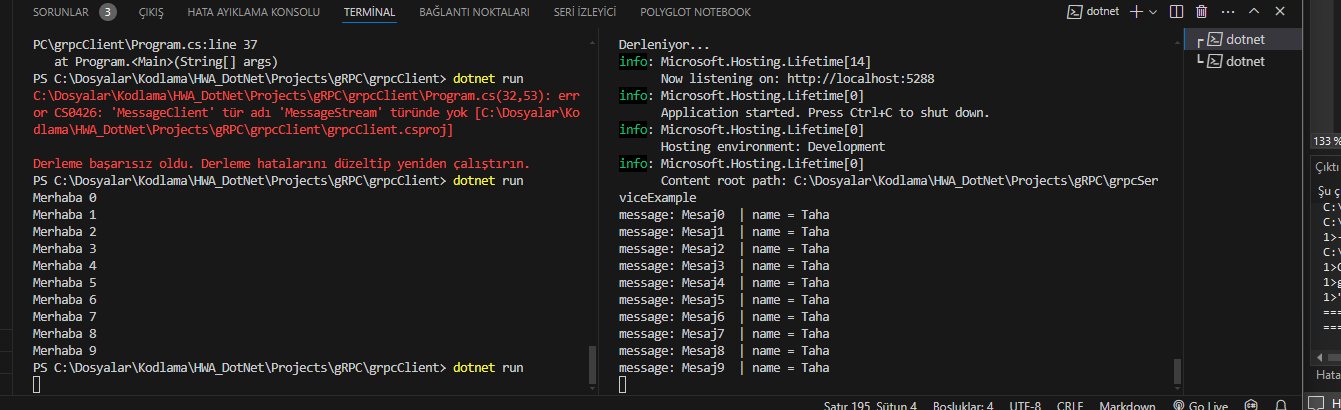 SORUNLAR 3 ÇIKIŞ HATA AYIKLAMA KONSOLU TERMİNAL BAĞLANTI NOKTALARI SERİ İZLEYİCİ POLYGLOT NOTEBOOK dotnet
PC\grpcClient\Program.cs:line 37
at Program.<Main>(String[] args)
PS C:\Dosyalar\Kodlama\HWA_DotNet\Projects\gRPC\grpcClient> dotnet run
C:\Dosyalar\Kodlama\HWA_DotNet\Projects\gRPC\grpcClient\Program.cs(32,53): err
or CS0426: 'MessageClient' tür adı 'MessageStream' türünde yok [C:\Dosyalar\Ko
dlama\HWA_DotNet\Projects\gRPC\grpcClient\grpcClient.csproj]
Derleme başarısız oldu. Derleme hatalarını düzeltip yeniden çalıştırın.
PS C:\Dosyalar\Kodlama\HWA_DotNet\Projects\gRPC\grpcClient> dotnet run
Merhaba 0
Merhaba 1
Merhaba 2
Merhaba 3
Merhaba 4
Merhaba 5
Merhaba 6
Merhaba 7
Merhaba 8
Merhaba 9
PS C:\Dosyalar\Kodlama\HWA_DotNet\Projects\gRPC\grpcClient> dotnet run
Derleniyor...
info: Microsoft.Hosting.Lifetime[14]
Now listening on: http://localhost:5288
info: Microsoft.Hosting.Lifetime[0]
Application started. Press Ctrl+C to shut down.
info: Microsoft.Hosting.Lifetime[0]
Hosting environment: Development
info: Microsoft.Hosting.Lifetime[0]
Content root path: C:\Dosyalar\Kodlama\HWA_DotNet\Projects\gRPC\grpcSer
viceExample
message: Mesaj0 | name = Taha
message: Mesaj1 | name = Taha
message: Mesaj2 | name = Taha
message: Mesaj3 | name = Taha
message: Mesaj4 | name = Taha
message: Mesaj5 | name = Taha
message: Mesaj6 | name = Taha
message: Mesaj7 | name = Taha
message: Mesaj8 | name = Taha
message: Mesaj9 | name = Taha
dotnet
dotnet
133 %
Çıktı
Şu ç
C:\
C:\
1>-
C:\
1>C
1>g
1>"
===
===
Hata
Satır 195, Sütun 4 Boşluklar: 4 UTF-8 CRLF Markdown Go Live